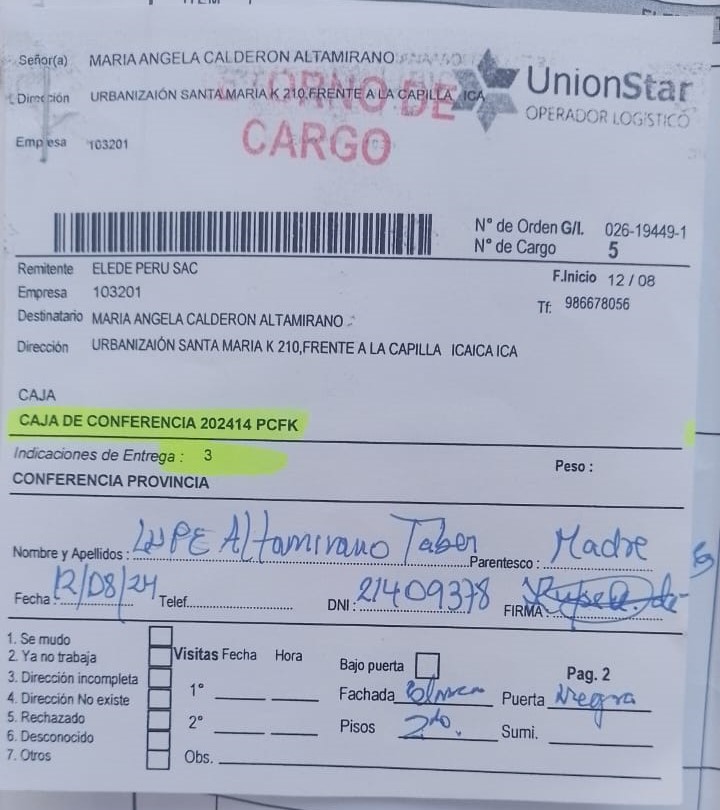 Señor(a) MARIA ANGELA CALDERON ALTAMIRANO
Dirección URBANIZAIÓN SANTA MARIA K 210,FRENTE A LA CAPILLA ICA
Empresa 103201
UnionStar
OPERADOR LOGÍSTICO
RETORNO DE
CARGO
N° de Orden G/I. 026-19449-1
N° de Cargo 5
Remitente ELEDE PERU SAC
F.Inicio 12 / 08
Empresa 103201
Tf: 986678056
Destinatario MARIA ANGELA CALDERON ALTAMIRANO
Dirección URBANIZAIÓN SANTA MARIA K 210,FRENTE A LA CAPILLA ICAICA ICA
CAJA
CAJA DE CONFERENCIA 202414 PCFK
Indicaciones de Entrega : 3
Peso :
CONFERENCIA PROVINCIA
Nombre y Apellidos : LUPE Altamirano Taber Parentesco : Madre
Fecha : 12/08/24 Telef. DNI : 21409378 FIRMA :
1. Se mudo
2. Ya no trabaja
3. Dirección incompleta
4. Dirección No existe
5. Rechazado
6. Desconocido
7. Otros
Visitas Fecha Hora
1°
2°
Obs.
Bajo puerta
Pag. 2
Fachada Blanca Puerta Negra
Pisos 2do. Sumi.